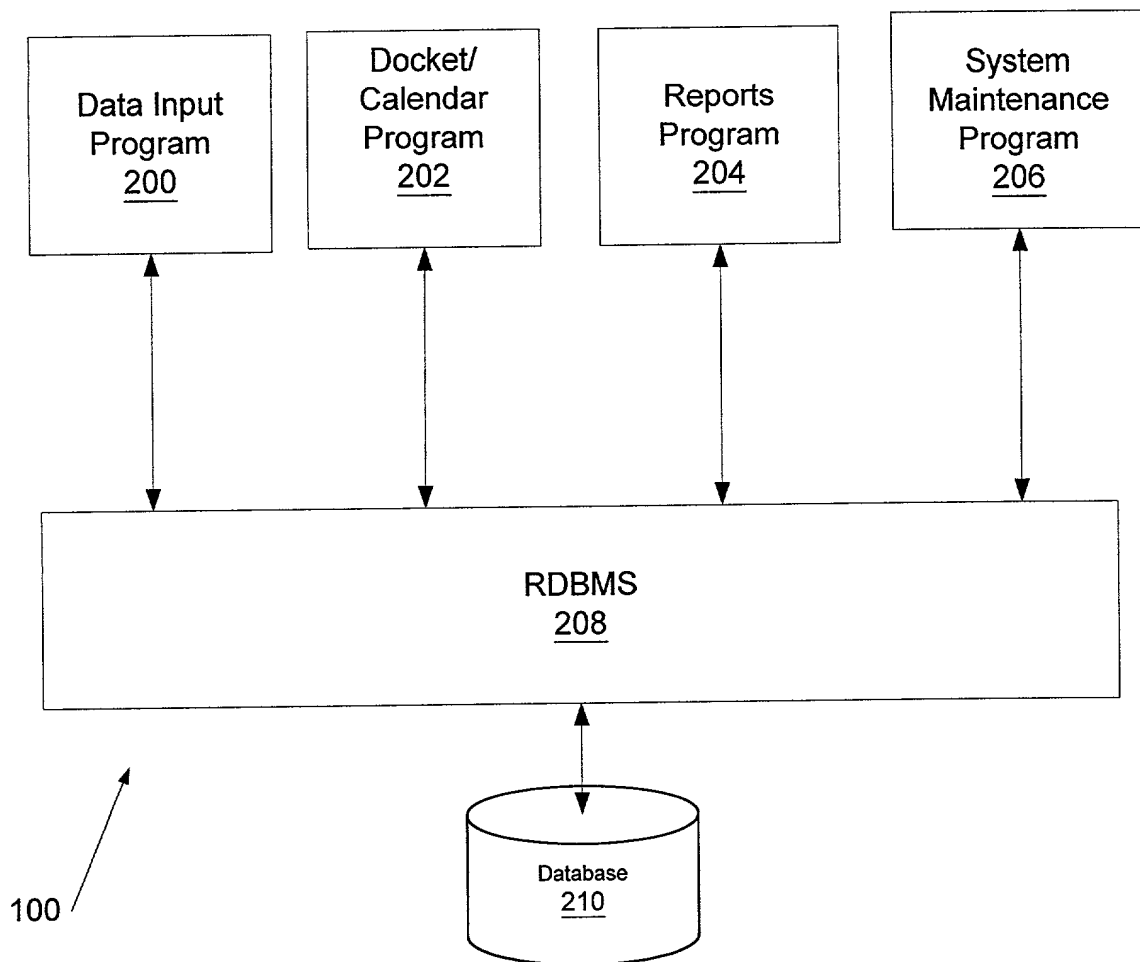 Data Input
Program
200
Docket/
Calendar
Program
202
Reports
Program
204
System
Maintenance
Program
206
RDBMS
208
Database
210
100